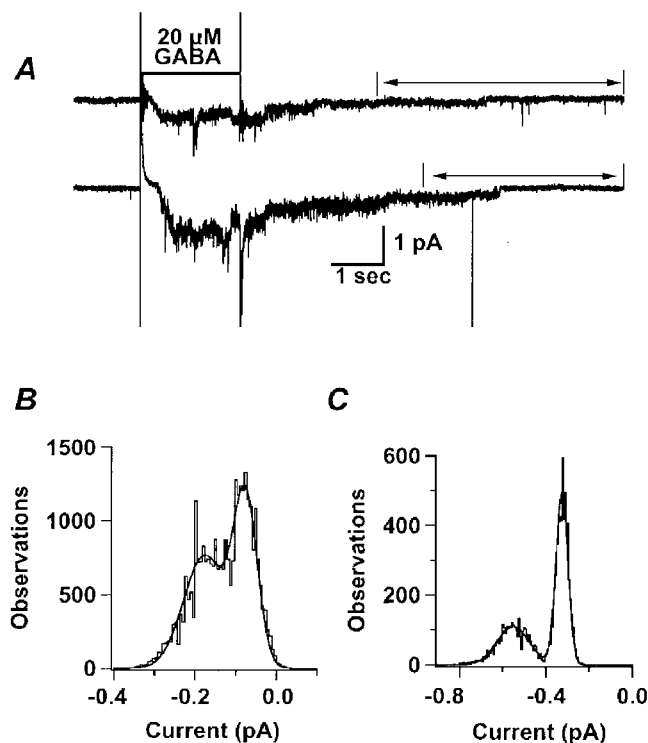 A
20 µM
GABA
1 pA
1 sec
B
C
1500
1000
500
0
Observations
-0.4
-0.2
0.0
Current (pA)
600
400
200
0
Observations
-0.8
-0.4
0.0
Current (pA)